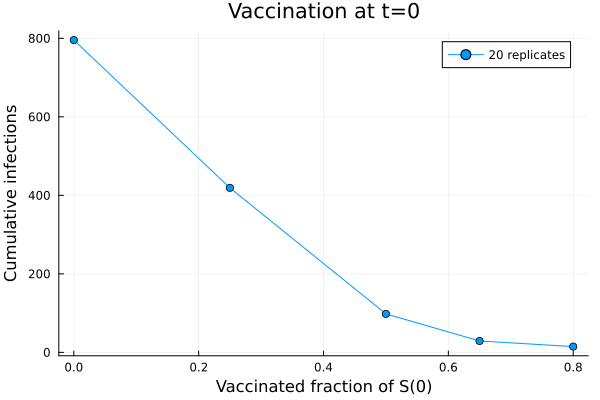 Vaccination at t=0
20 replicates
Cumulative infections
800
600
400
200
0
0.0 0.2 0.4 0.6 0.8
Vaccinated fraction of S(0)